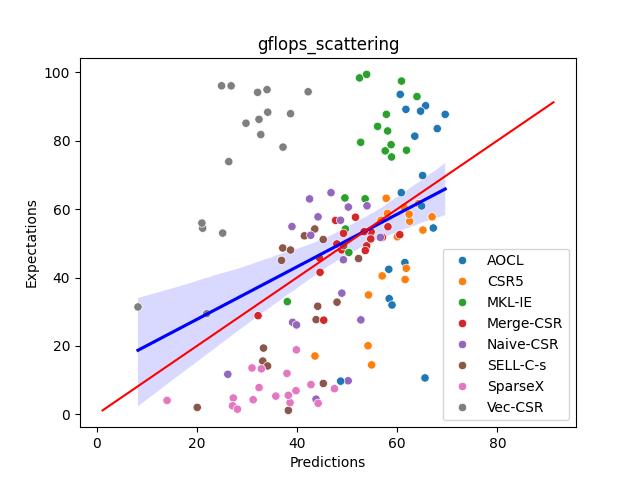 gflops_scattering
100
80
60
40
20
0
Expectations
0 20 40 60 80
Predictions
AOCL
CSR5
MKL-IE
Merge-CSR
Naive-CSR
SELL-C-s
SparseX
Vec-CSR